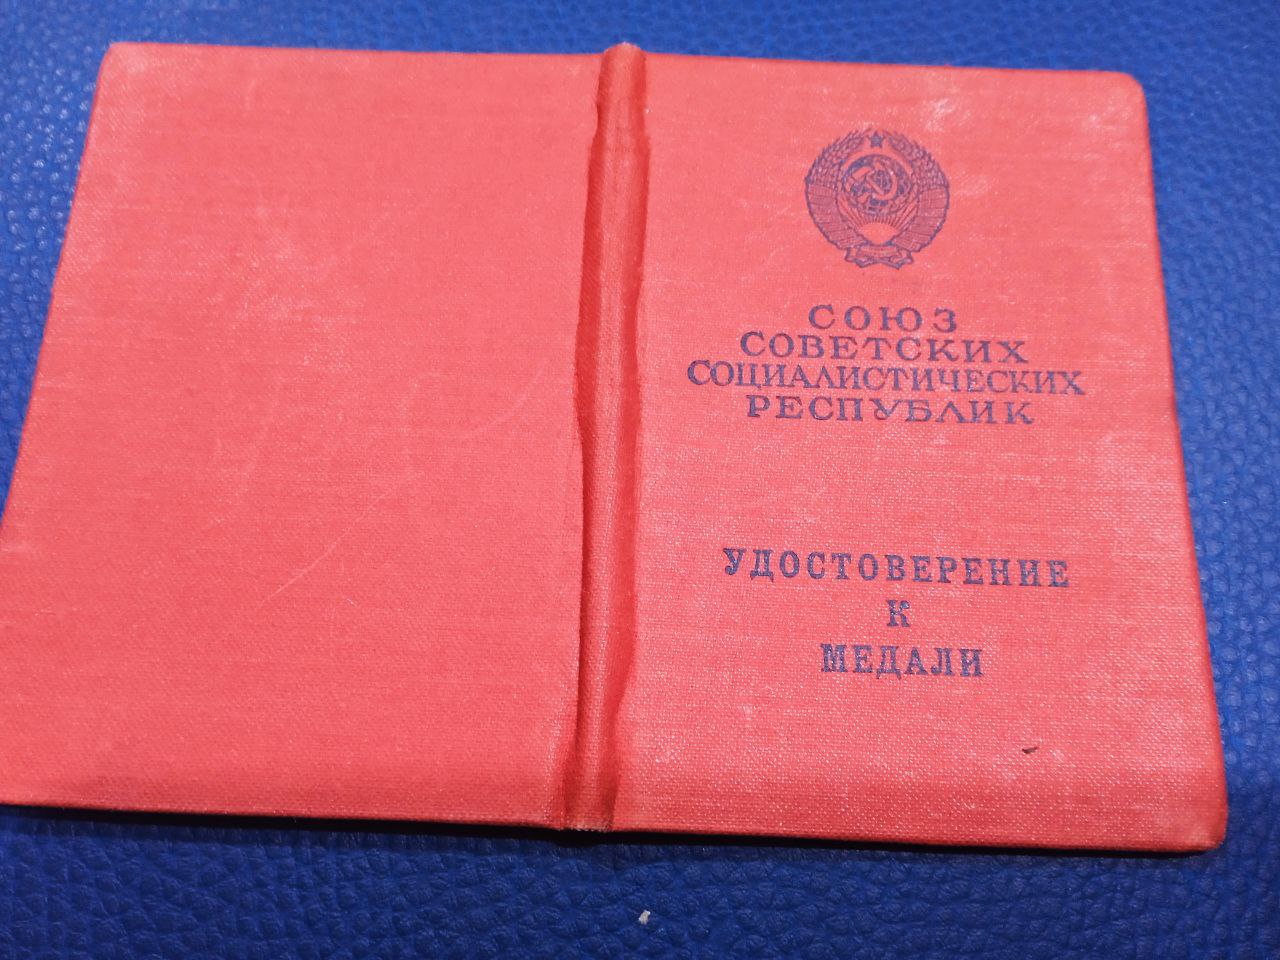 СОЮЗ
СОВЕТСКИХ
СОЦИАЛИСТИЧЕСКИХ
РЕСПУБЛИК
УДОСТОВЕРЕНИЕ
К
МЕДАЛИ